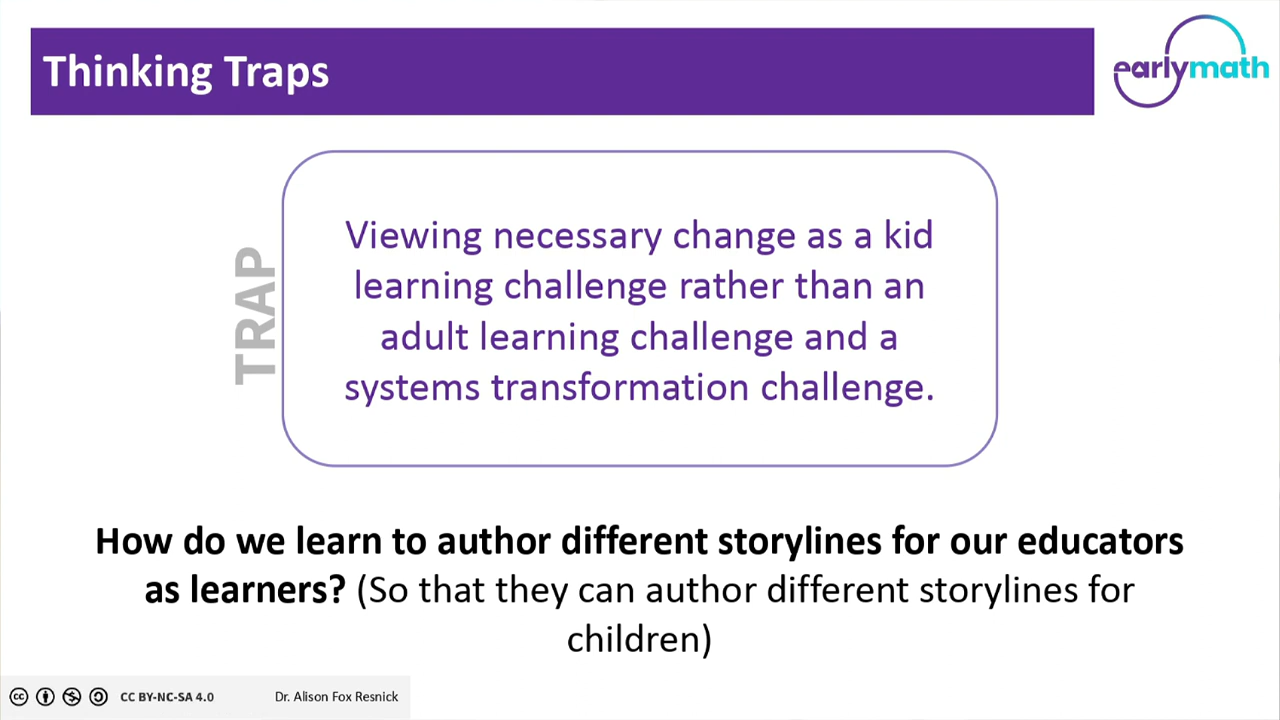 Thinking Traps
earlymath
TRAP
Viewing necessary change as a kid
learning challenge rather than an
adult learning challenge and a
systems transformation challenge.
How do we learn to author different storylines for our educators
as learners? (So that they can author different storylines for
children)
CC BY-NC-SA 4.0
Dr. Alison Fox Resnick